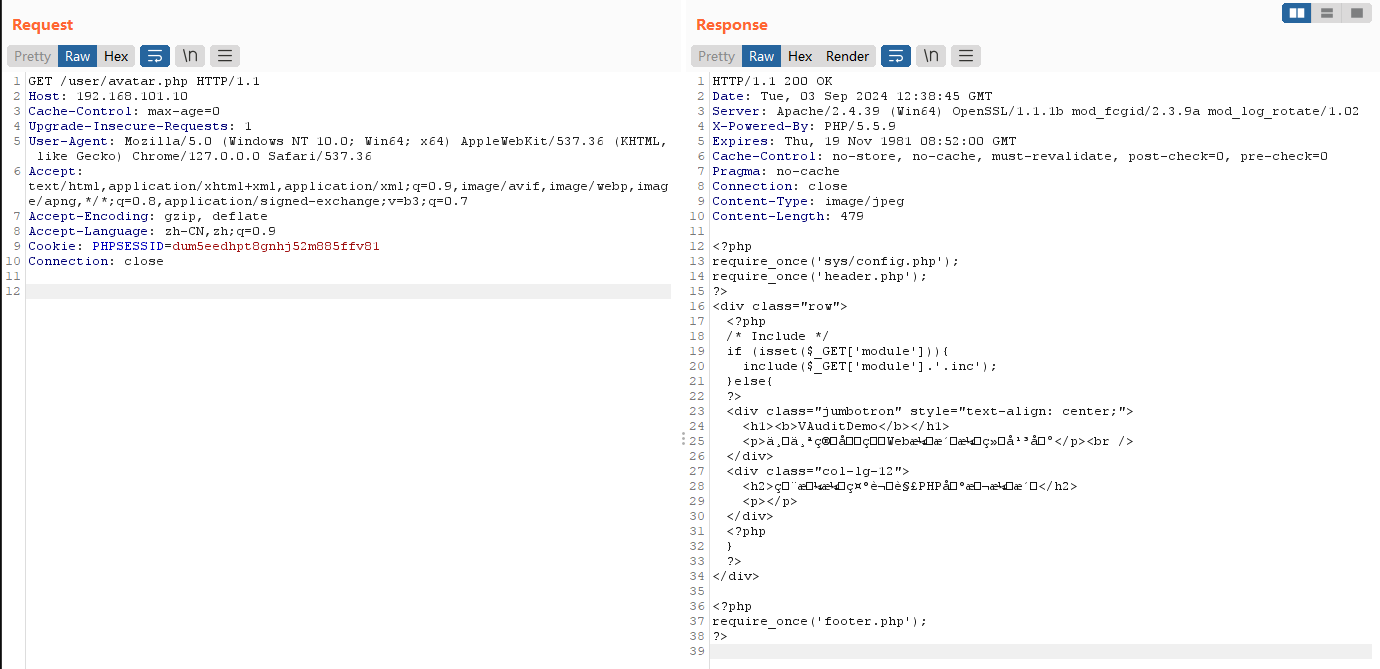 Request
Pretty Raw Hex \n
1 GET /user/avatar.php HTTP/1.1
2 Host: 192.168.101.10
3 Cache-Control: max-age=0
4 Upgrade-Insecure-Requests: 1
5 User-Agent: Mozilla/5.0 (Windows NT 10.0; Win64; x64) AppleWebKit/537.36 (KHTML,
like Gecko) Chrome/127.0.0.0 Safari/537.36
6 Accept:
text/html,application/xhtml+xml,application/xml;q=0.9,image/avif,image/webp,imag
e/apng,*/*;q=0.8,application/signed-exchange;v=b3;q=0.7
7 Accept-Encoding: gzip, deflate
8 Accept-Language: zh-CN,zh;q=0.9
9 Cookie: PHPSESSID=dum5eedhpt8gnhj52m885ffv81
10 Connection: close
11
12
Response
Pretty Raw Hex Render \n
1 HTTP/1.1 200 OK
2 Date: Tue, 03 Sep 2024 12:38:45 GMT
3 Server: Apache/2.4.39 (Win64) OpenSSL/1.1.1b mod_fcgid/2.3.9a mod_log_rotate/1.02
4 X-Powered-By: PHP/5.5.9
5 Expires: Thu, 19 Nov 1981 08:52:00 GMT
6 Cache-Control: no-store, no-cache, must-revalidate, post-check=0, pre-check=0
7 Pragma: no-cache
8 Connection: close
9 Content-Type: image/jpeg
10 Content-Length: 479
11
12 <?php
13 require_once('sys/config.php');
14 require_once('header.php');
15 ?>
16 <div class="row">
17 <?php
18 /* Include */
19 if (isset($_GET['module'])){
20 include($_GET['module'].'.inc');
21 }else{
22 ?>
23 <div class="jumbotron" style="text-align: center;">
24 <h1><b>VAuditDemo</b></h1>
25 <p> </p><br />
26 </div>
27 <div class="col-lg-12">
28 <h2> </h2>
29 <p></p>
30 </div>
31 <?php
32 }
33 ?>
34 </div>
35
36 <?php
37 require_once('footer.php');
38 ?>
39